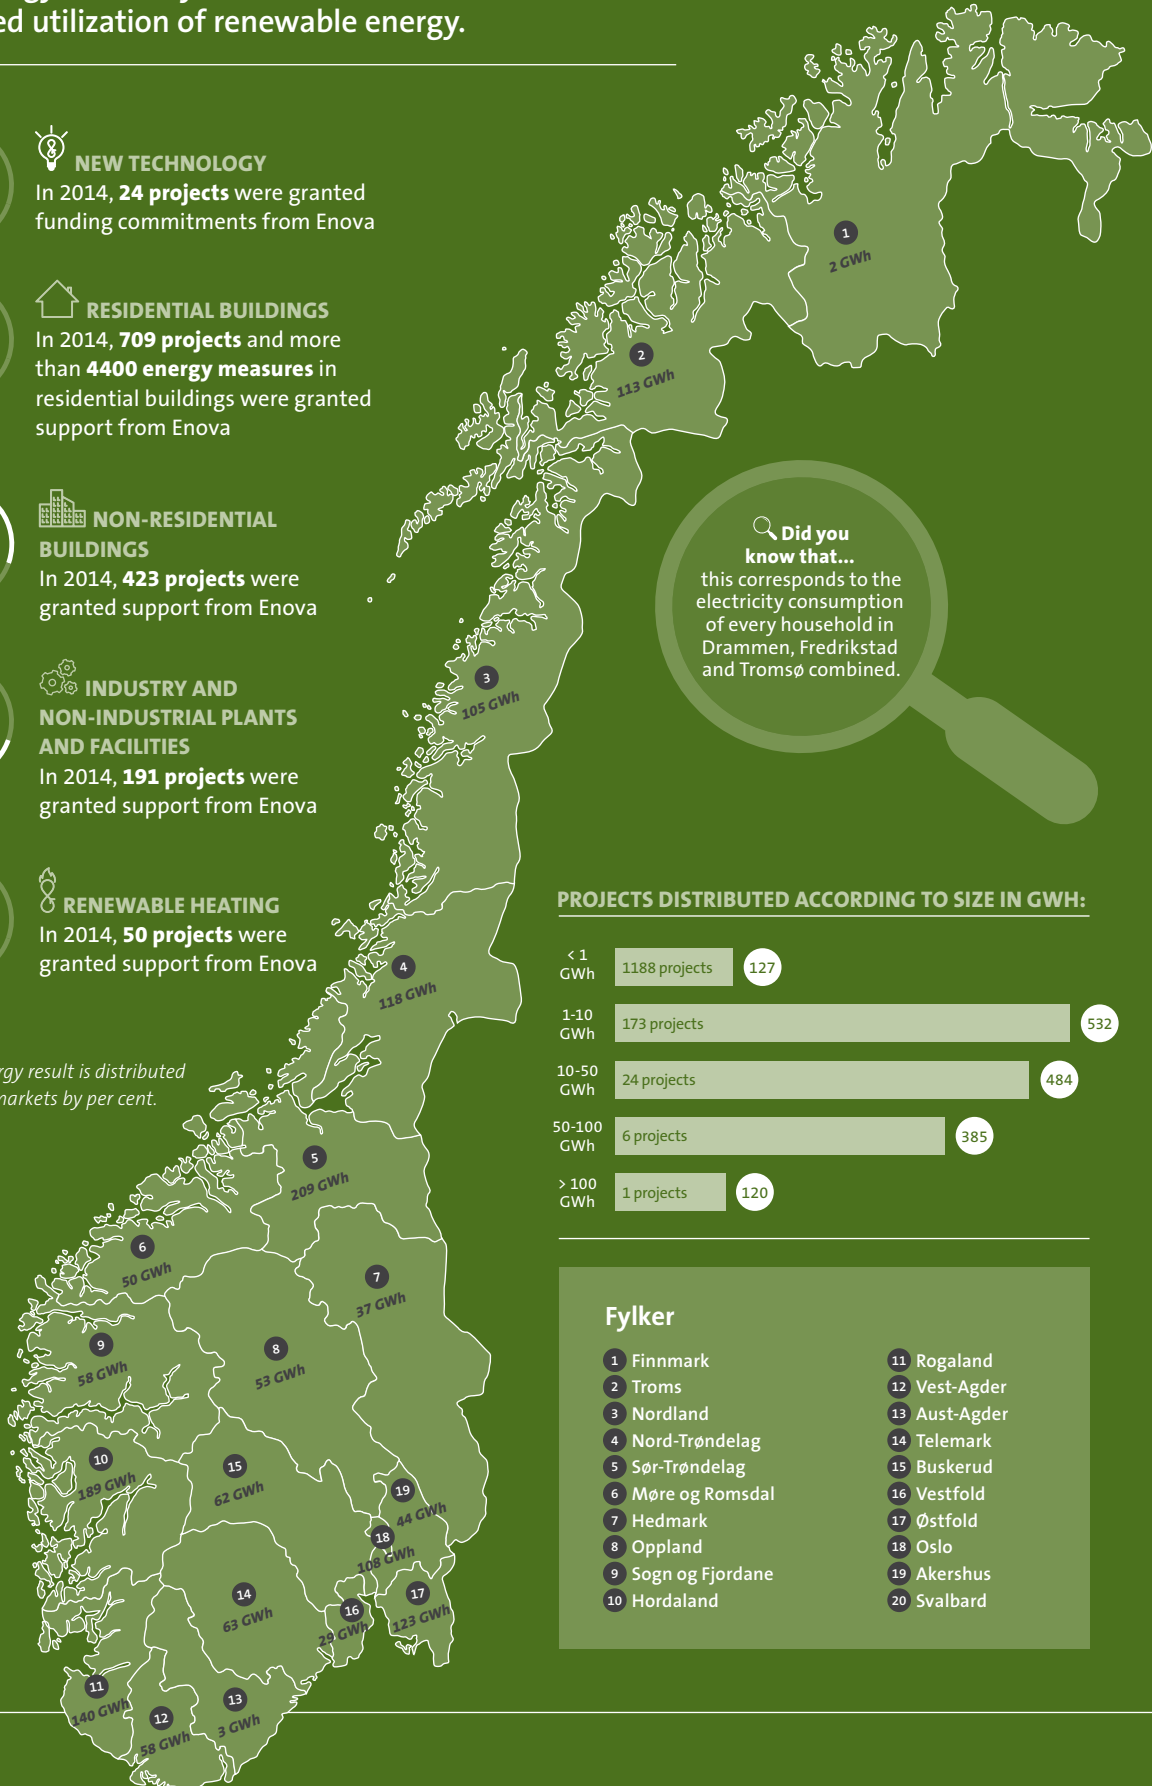 ed utilization of renewable energy.
NEW TECHNOLOGY
In 2014, 24 projects were granted
funding commitments from Enova
RESIDENTIAL BUILDINGS
In 2014, 709 projects and more
than 4400 energy measures in
residential buildings were granted
support from Enova
NON-RESIDENTIAL
BUILDINGS
In 2014, 423 projects were
granted support from Enova
INDUSTRY AND
NON-INDUSTRIAL PLANTS
AND FACILITIES
In 2014, 191 projects were
granted support from Enova
RENEWABLE HEATING
In 2014, 50 projects were
granted support from Enova
rgy result is distributed
markets by per cent.
1
2 GWh
2
113 GWh
3
105 GWh
4
118 GWh
5
209 GWh
6
50 GWh
7
37 GWh
8
53 GWh
9
58 GWh
10
189 GWh
15
62 GWh
19
44 GWh
18
108 GWh
14
63 GWh
16
29 GWh
17
123 GWh
11
140 GWh
12
58 GWh
13
3 GWh
Did you
know that...
this corresponds to the
electricity consumption
of every household in
Drammen, Fredrikstad
and Tromsø combined.
PROJECTS DISTRIBUTED ACCORDING TO SIZE IN GWH:
< 1
GWh
1188 projects
127
1-10
GWh
173 projects
532
10-50
GWh
24 projects
484
50-100
GWh
6 projects
385
> 100
GWh
1 projects
120
Fylker
1 Finnmark
2 Troms
3 Nordland
4 Nord-Trøndelag
5 Sør-Trøndelag
6 Møre og Romsdal
7 Hedmark
8 Oppland
9 Sogn og Fjordane
10 Hordaland
11 Rogaland
12 Vest-Agder
13 Aust-Agder
14 Telemark
15 Buskerud
16 Vestfold
17 Østfold
18 Oslo
19 Akershus
20 Svalbard